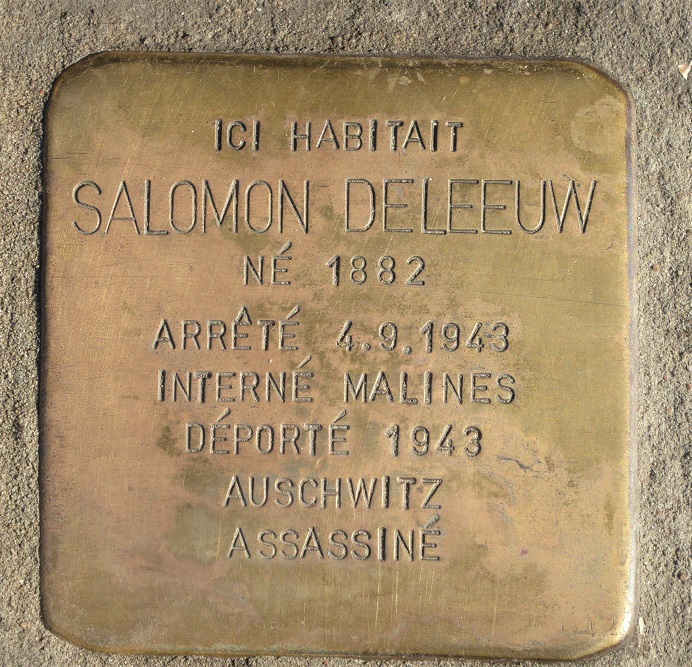 ICI HABITAIT
SALOMON DELEEUW
NÉ 1882
ARRÊTÉ 4.9.1943
INTERNÉ MALINES
DÉPORTÉ 1943
AUSCHWITZ
ASSASSINÉ